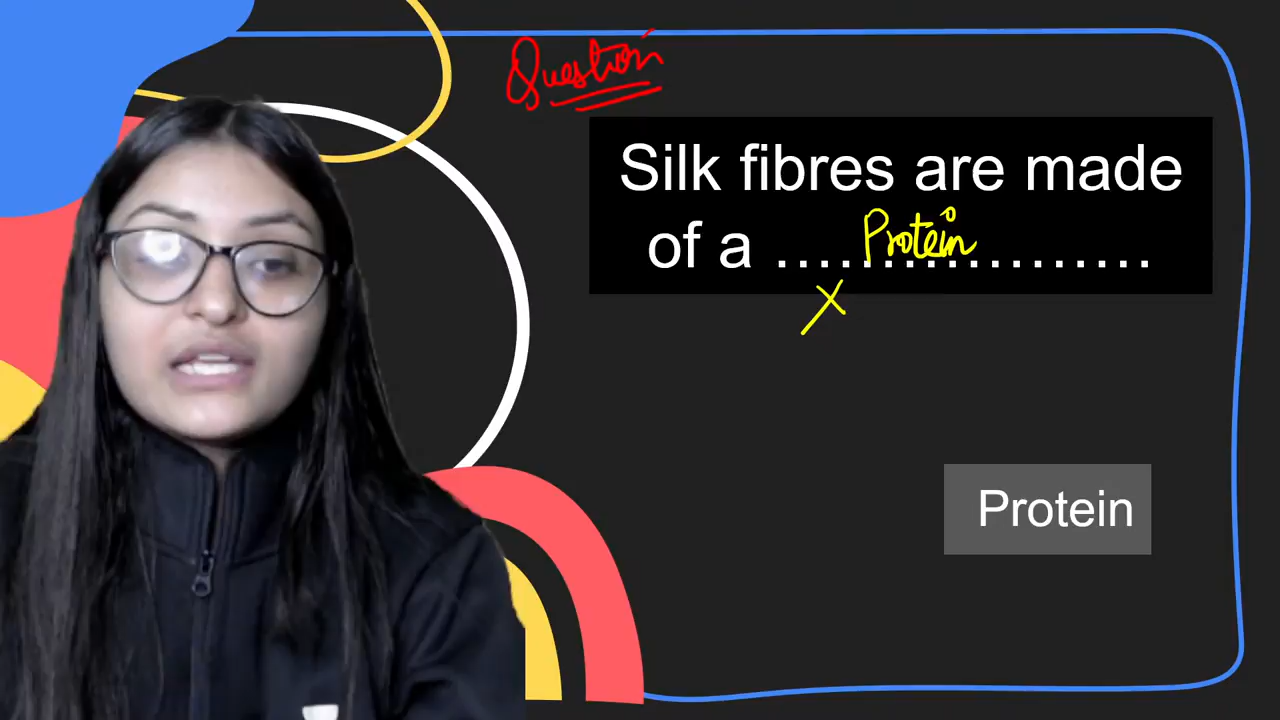 Question
Silk fibres are made
of a ....Protein..............
x
Protein